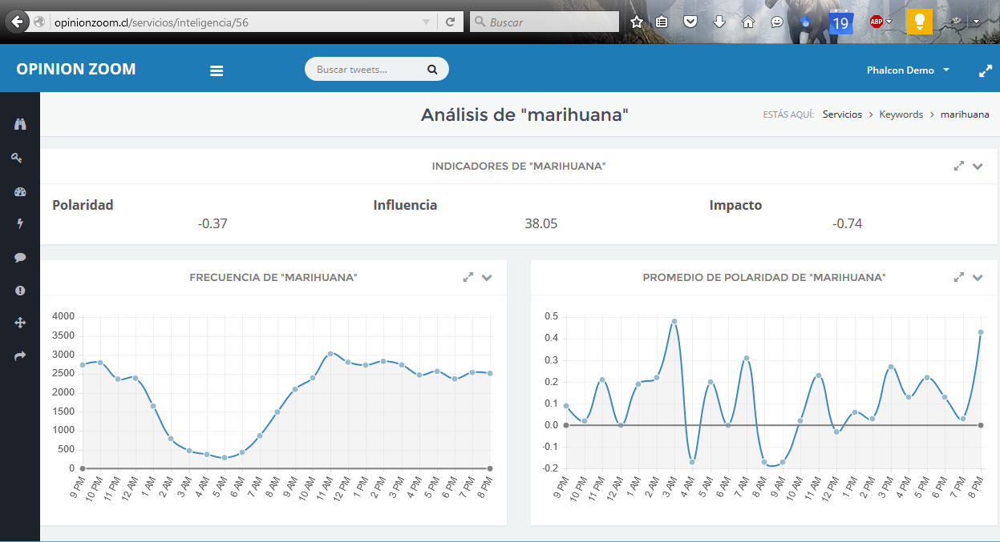 opinionzoom.cl/servicios/inteligencia/56
Buscar
19
ABP
OPINION ZOOM
Buscar tweets...
Phalcon Demo
Análisis de "marihuana"
ESTÁS AQUÍ: Servicios > Keywords > marihuana
INDICADORES DE "MARIHUANA"
Polaridad Influencia Impacto
-0.37 38.05 -0.74
FRECUENCIA DE "MARIHUANA"
4000
3500
3000
2500
2000
1500
1000
500
0
9 PM 10 PM 11 PM 12 AM 1 AM 2 AM 3 AM 4 AM 5 AM 6 AM 7 AM 8 AM 9 AM 10 AM 11 AM 12 PM 1 PM 2 PM 3 PM 4 PM 5 PM 6 PM 7 PM 8 PM
PROMEDIO DE POLARIDAD DE "MARIHUANA"
0.5
0.4
0.3
0.2
0.1
0.0
-0.1
-0.2
9 PM 10 PM 11 PM 12 AM 1 AM 2 AM 3 AM 4 AM 5 AM 6 AM 7 AM 8 AM 9 AM 10 AM 11 AM 12 PM 1 PM 2 PM 3 PM 4 PM 5 PM 6 PM 7 PM 8 PM